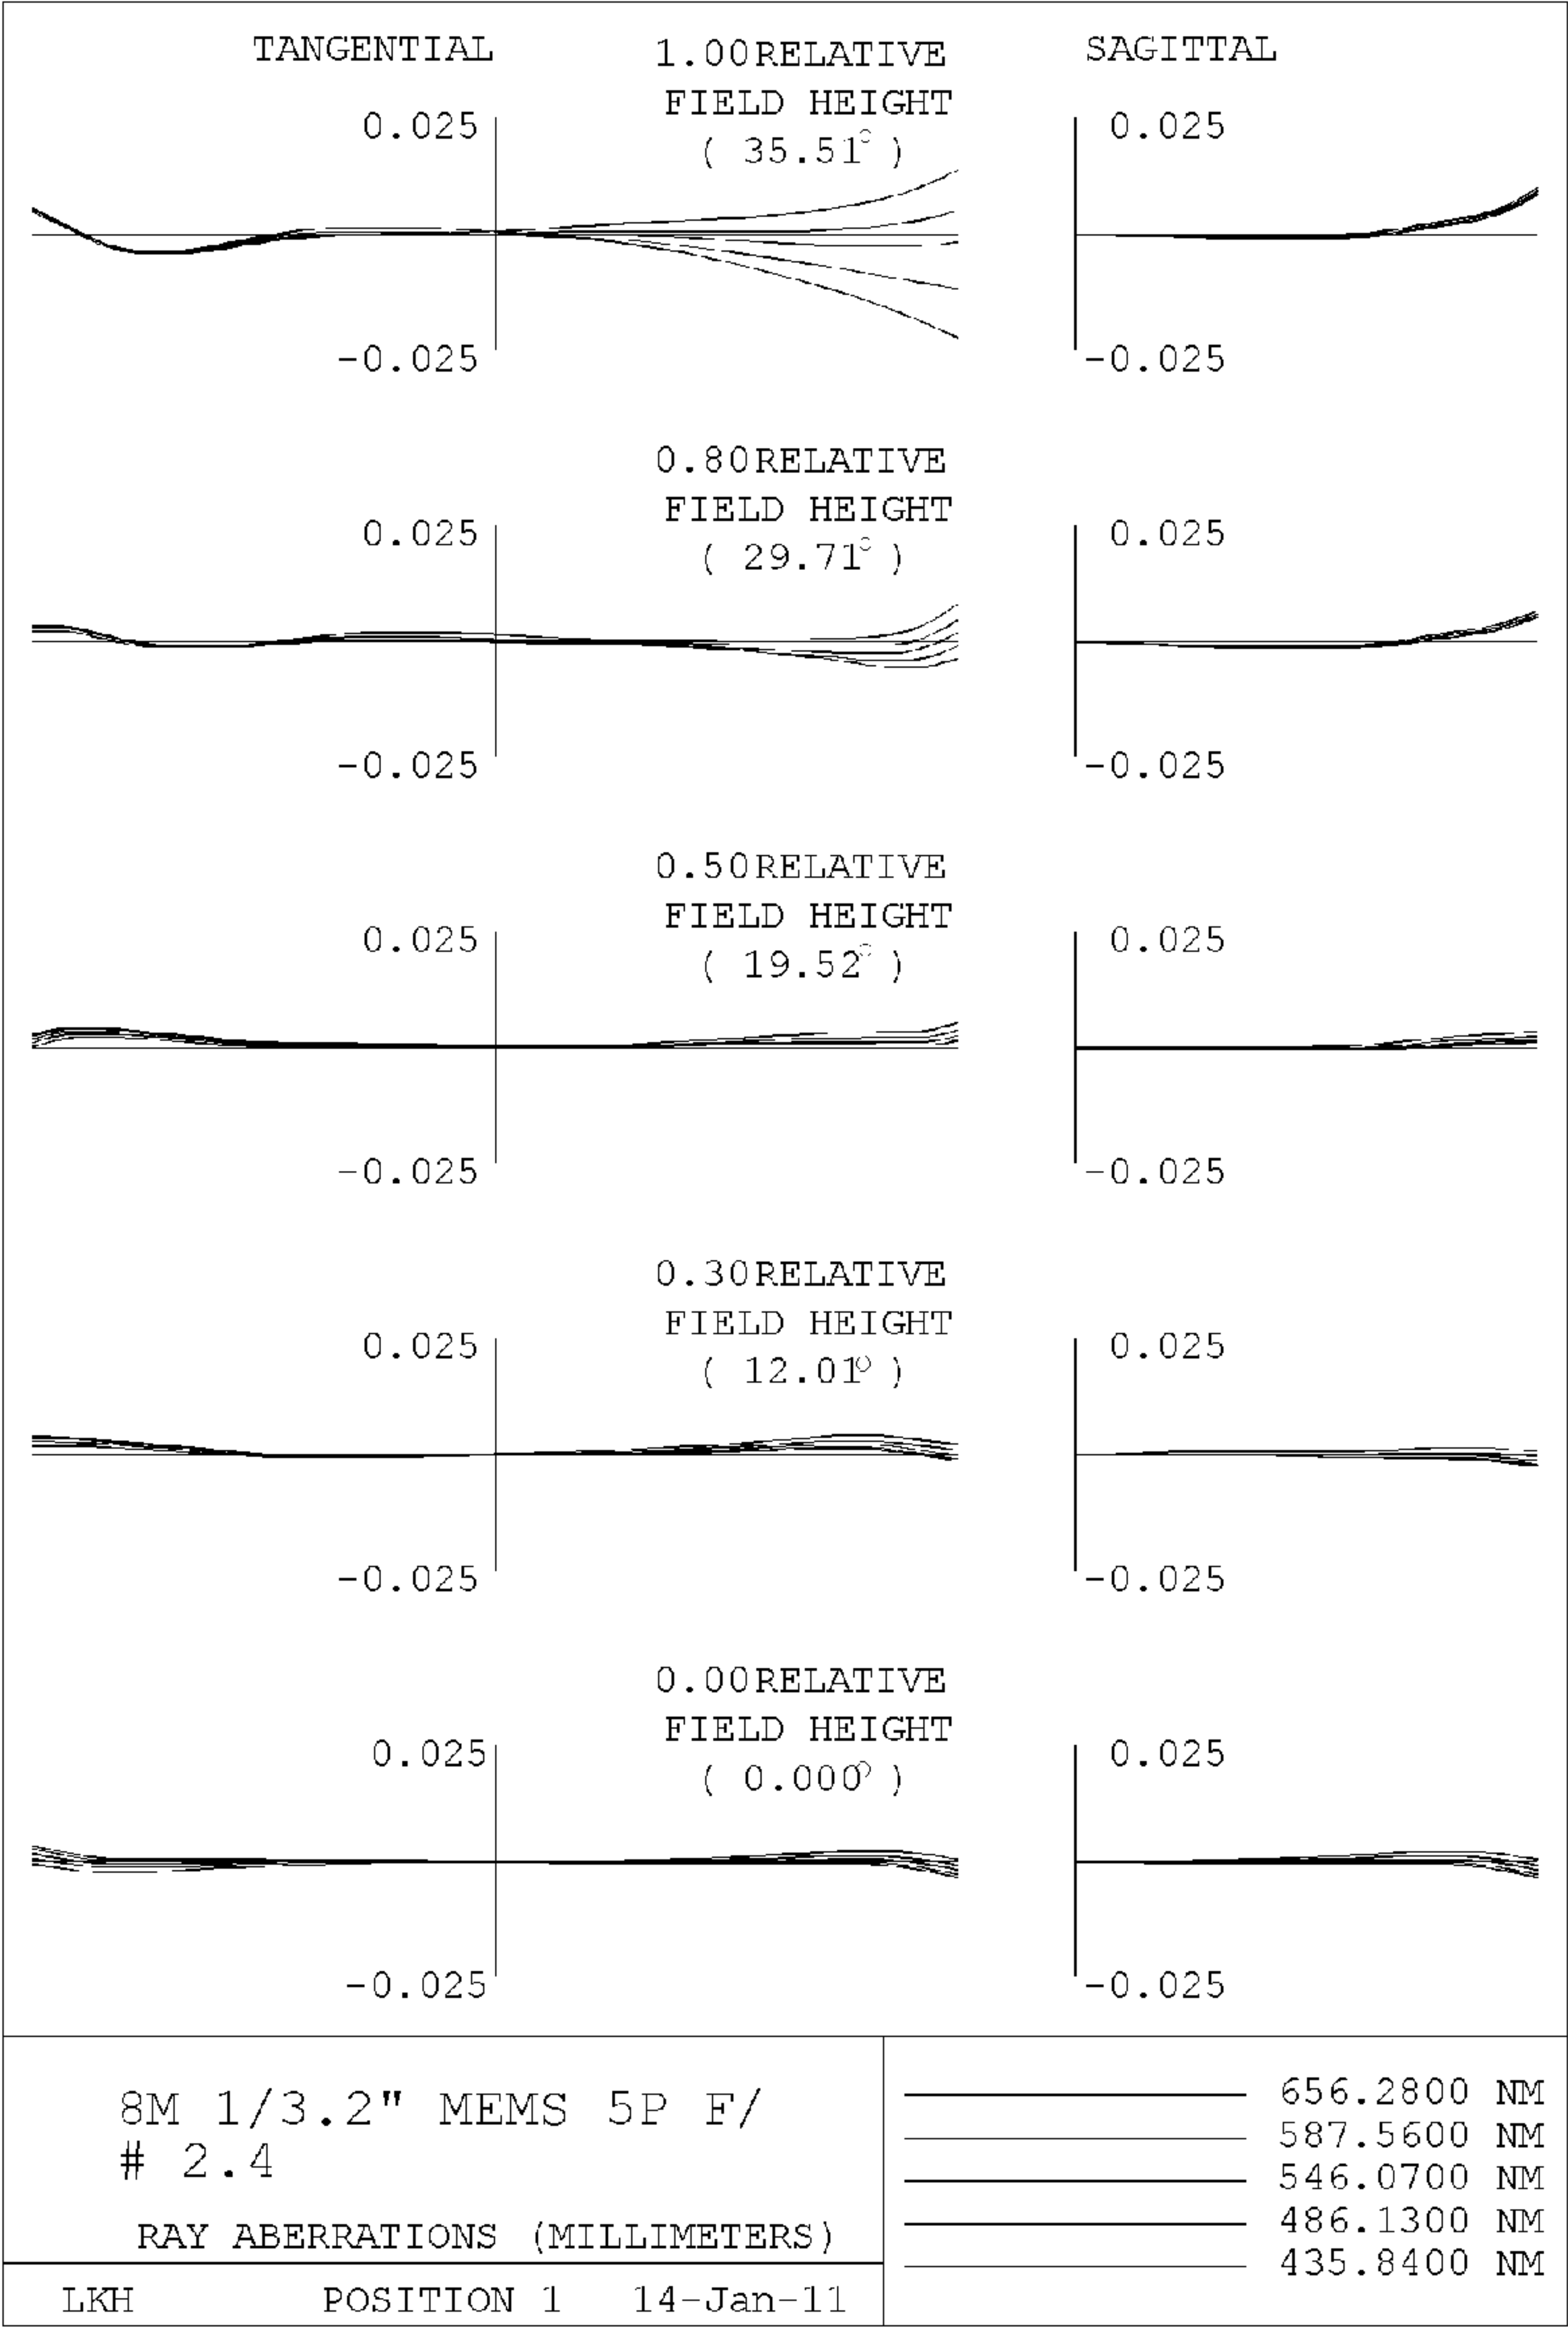 TANGENTIAL
1.00RELATIVE
FIELD HEIGHT
( 35.51° )
SAGITTAL
0.025
0.025
-0.025
-0.025
0.80RELATIVE
FIELD HEIGHT
( 29.71° )
0.025
0.025
-0.025
-0.025
0.50RELATIVE
FIELD HEIGHT
( 19.52° )
0.025
0.025
-0.025
-0.025
0.30RELATIVE
FIELD HEIGHT
( 12.01° )
0.025
0.025
-0.025
-0.025
0.00RELATIVE
FIELD HEIGHT
( 0.000° )
0.025
0.025
-0.025
-0.025
8M 1/3.2" MEMS 5P F/
# 2.4
RAY ABERRATIONS (MILLIMETERS)
LKH POSITION 1 14-Jan-11
656.2800 NM
587.5600 NM
546.0700 NM
486.1300 NM
435.8400 NM